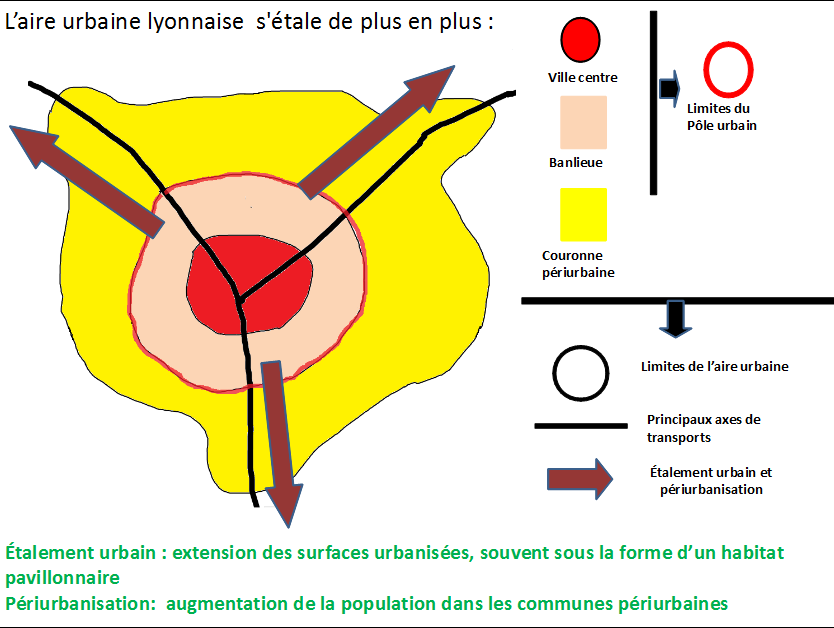 L'aire urbaine lyonnaise s'étale de plus en plus :
Ville centre
Limites du
Pôle urbain
Banlieue
Couronne
périurbaine
Limites de l'aire urbaine
Principaux axes de
transports
Étalement urbain et
périurbanisation
Étalement urbain : extension des surfaces urbanisées, souvent sous la forme d'un habitat
pavillonnaire
Périurbanisation: augmentation de la population dans les communes périurbaines